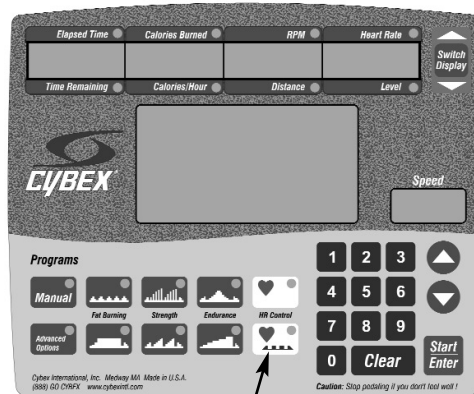 Elapsed Time Calories Burned RPM Heart Rate
Switch
Display
Time Remaining Calories/Hour Distance Level
CYBEX
Speed
Programs
1 2 3
Manual
4 5 6
Fat Burning Strength Endurance HR Control
Advanced
Options
7 8 9
0 Clear
Start
Enter
Cybex International, Inc. Medway MA Made in U.S.A.
(888) GO CYBEX www.cybexintl.com
Caution: Stop pedaling if you don't feel well !